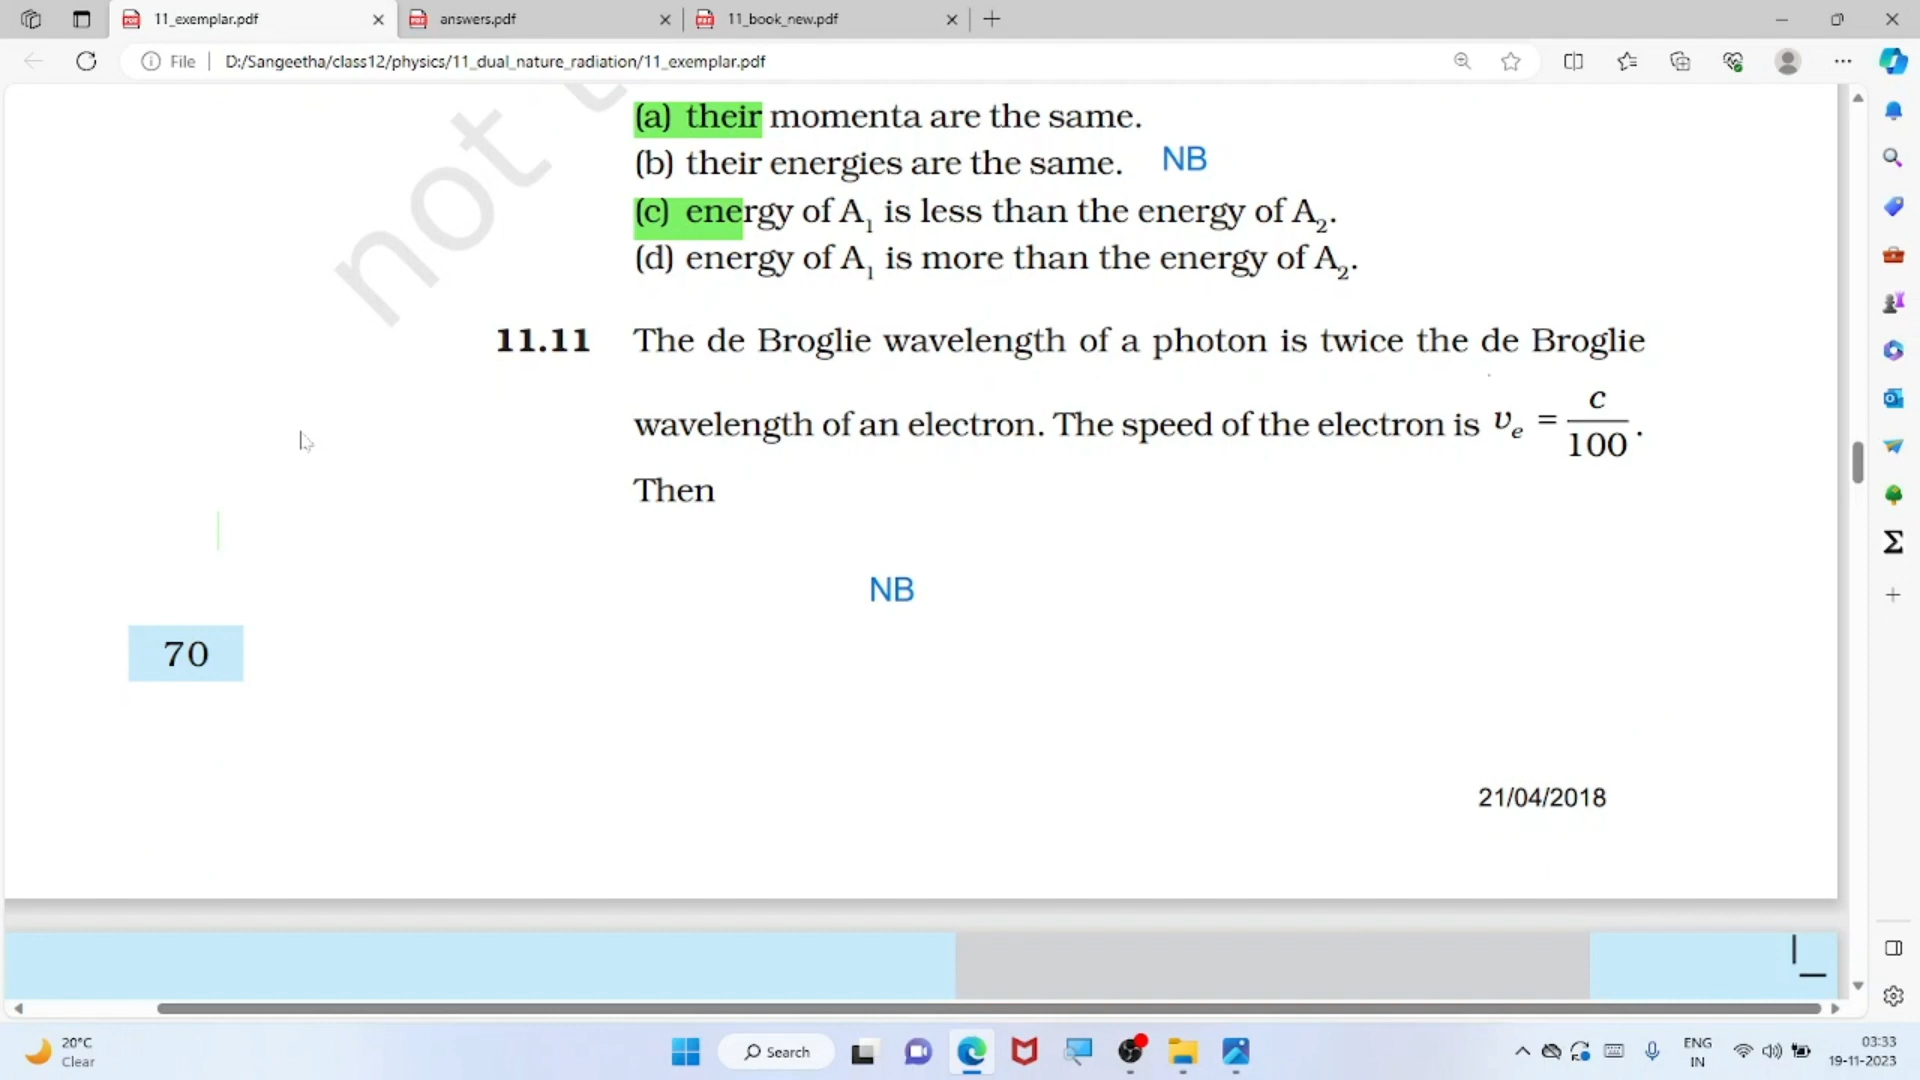 11_exemplar.pdf
answers.pdf
11_book_new.pdf
File
D:/Sangeetha/class12/physics/11_dual_nature_radiation/11_exemplar.pdf
not t
(a) their momenta are the same.
(b) their energies are the same. NB
(c) energy of A₁ is less than the energy of A₂.
(d) energy of A₁ is more than the energy of A₂.
11.11 The de Broglie wavelength of a photon is twice the de Broglie
wavelength of an electron. The speed of the electron is vₑ = c/100.
Then
NB
70
21/04/2018
20°C
Clear
Search
ENG
IN
03:33
19-11-2023